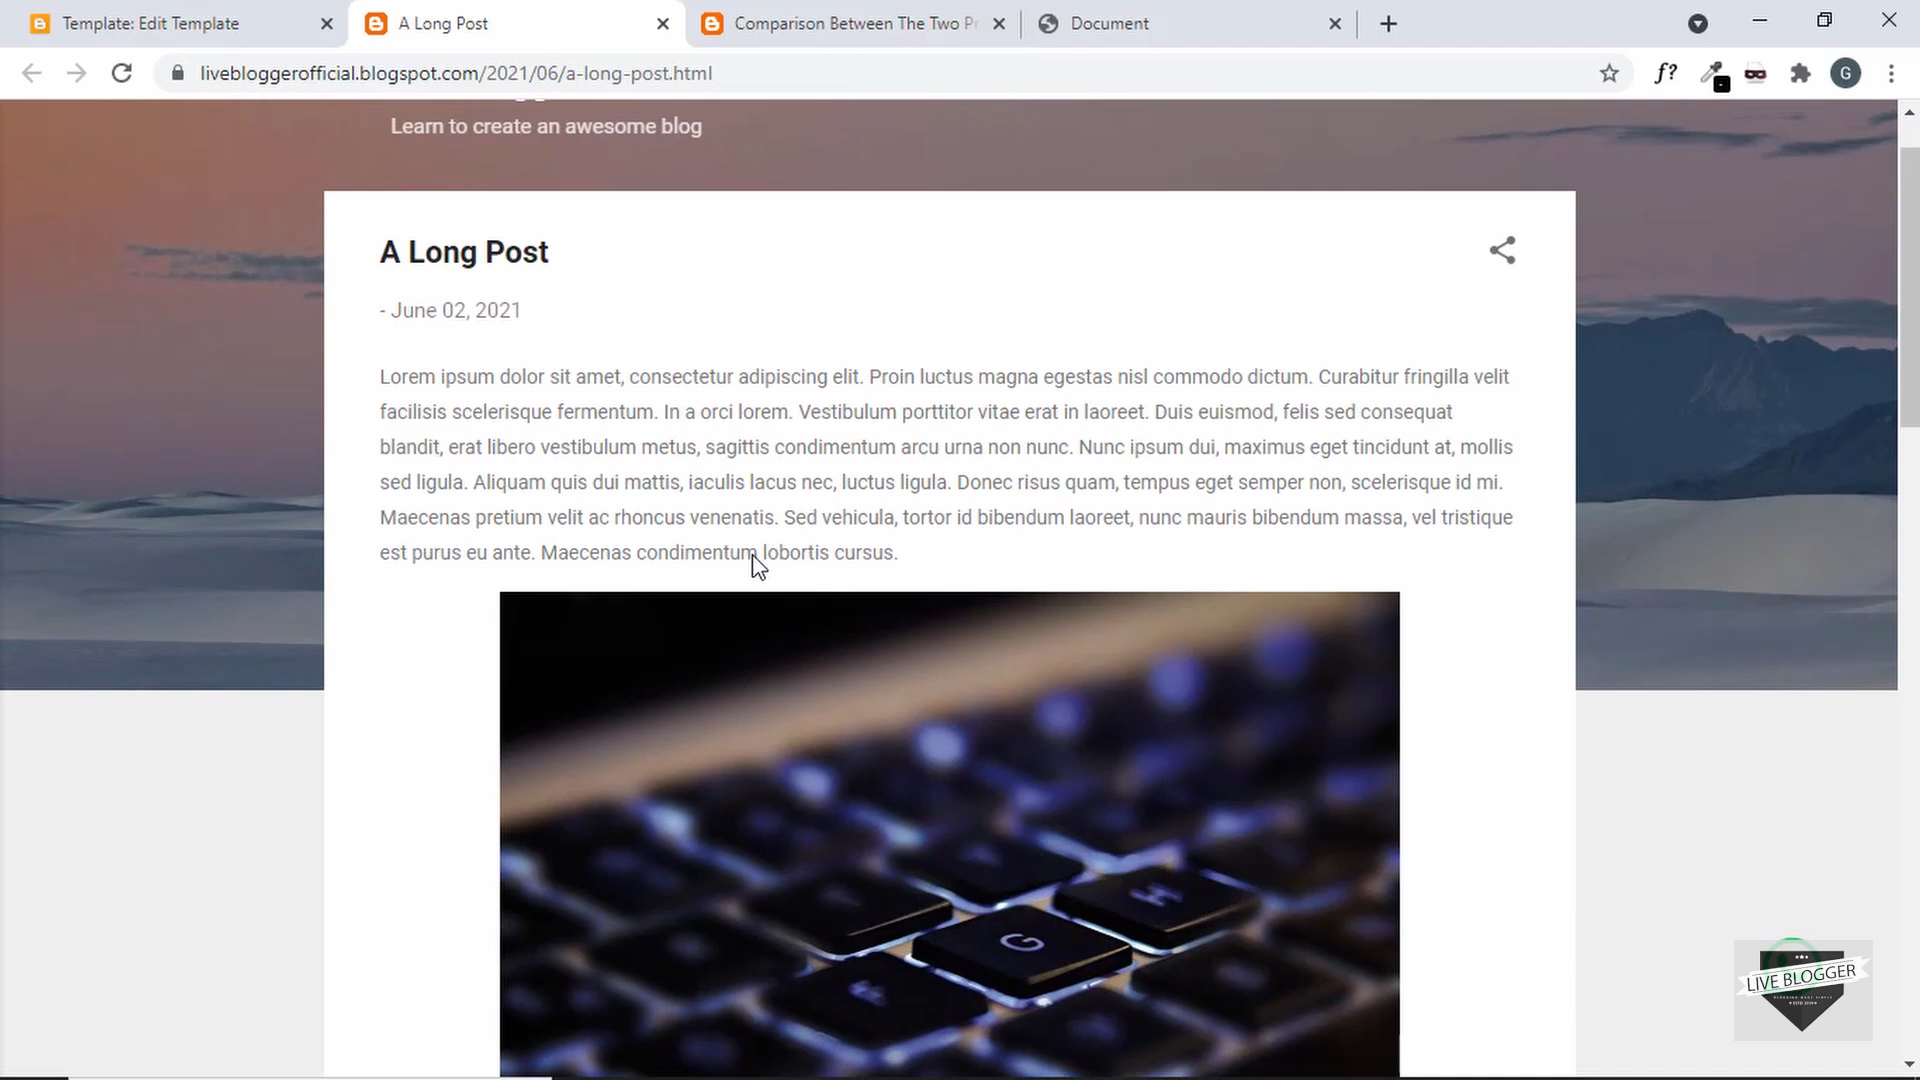 Template: Edit Template
A Long Post
Comparison Between The Two Pr
Document
livebloggerofficial.blogspot.com/2021/06/a-long-post.html
f?
G
Learn to create an awesome blog
A Long Post
- June 02, 2021
Lorem ipsum dolor sit amet, consectetur adipiscing elit. Proin luctus magna egestas nisl commodo dictum. Curabitur fringilla velit
facilisis scelerisque fermentum. In a orci lorem. Vestibulum porttitor vitae erat in laoreet. Duis euismod, felis sed consequat
blandit, erat libero vestibulum metus, sagittis condimentum arcu urna non nunc. Nunc ipsum dui, maximus eget tincidunt at, mollis
sed ligula. Aliquam quis dui mattis, iaculis lacus nec, luctus ligula. Donec risus quam, tempus eget semper non, scelerisque id mi.
Maecenas pretium velit ac rhoncus venenatis. Sed vehicula, tortor id bibendum laoreet, nunc mauris bibendum massa, vel tristique
est purus eu ante. Maecenas condimentum lobortis cursus.
H
G
LIVE BLOGGER